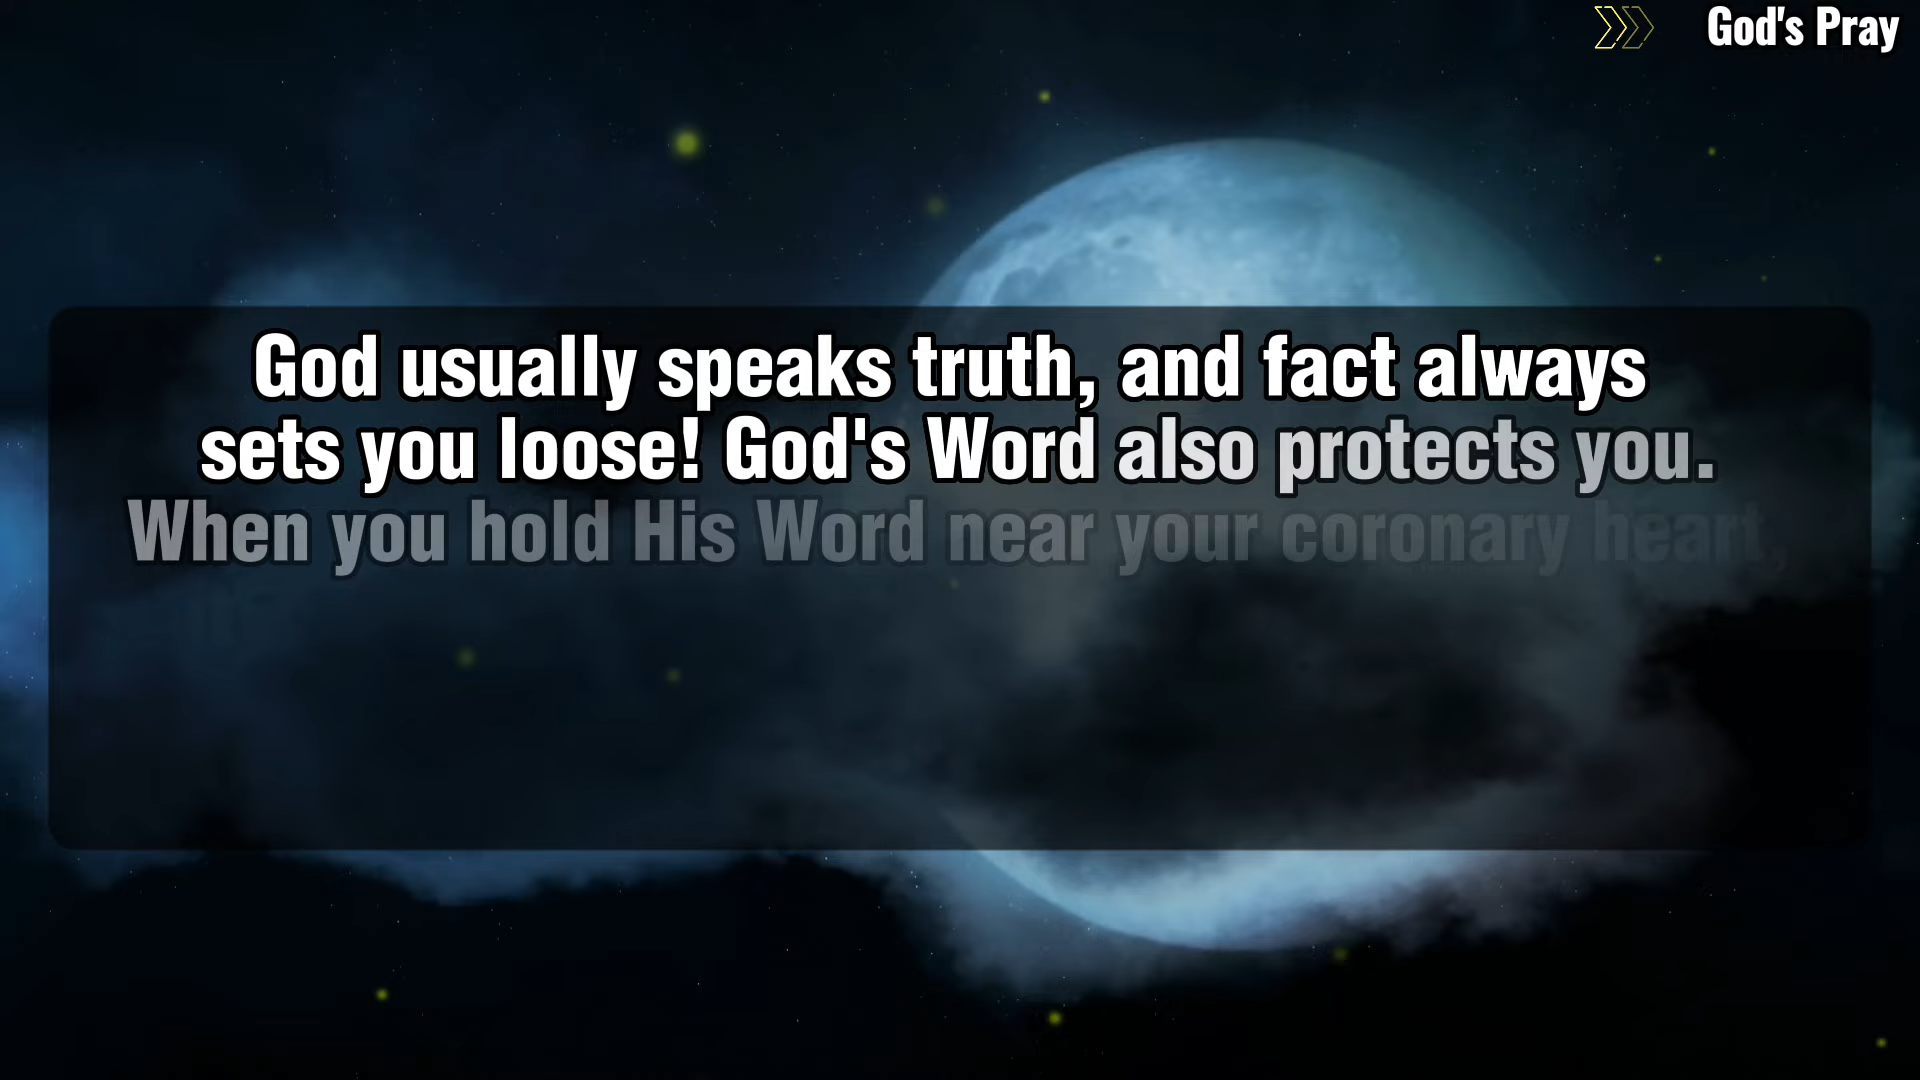 God's Pray
God usually speaks truth, and fact always
sets you loose! God's Word also protects you.
When you hold His Word near your coronary heart,